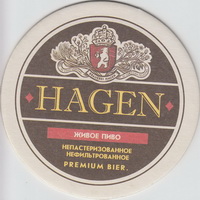 HAGEN
ЖИВОЕ ПИВО
НЕПАСТЕРИЗОВАННОЕ
НЕФИЛЬТРОВАННОЕ
PREMIUM BIER.